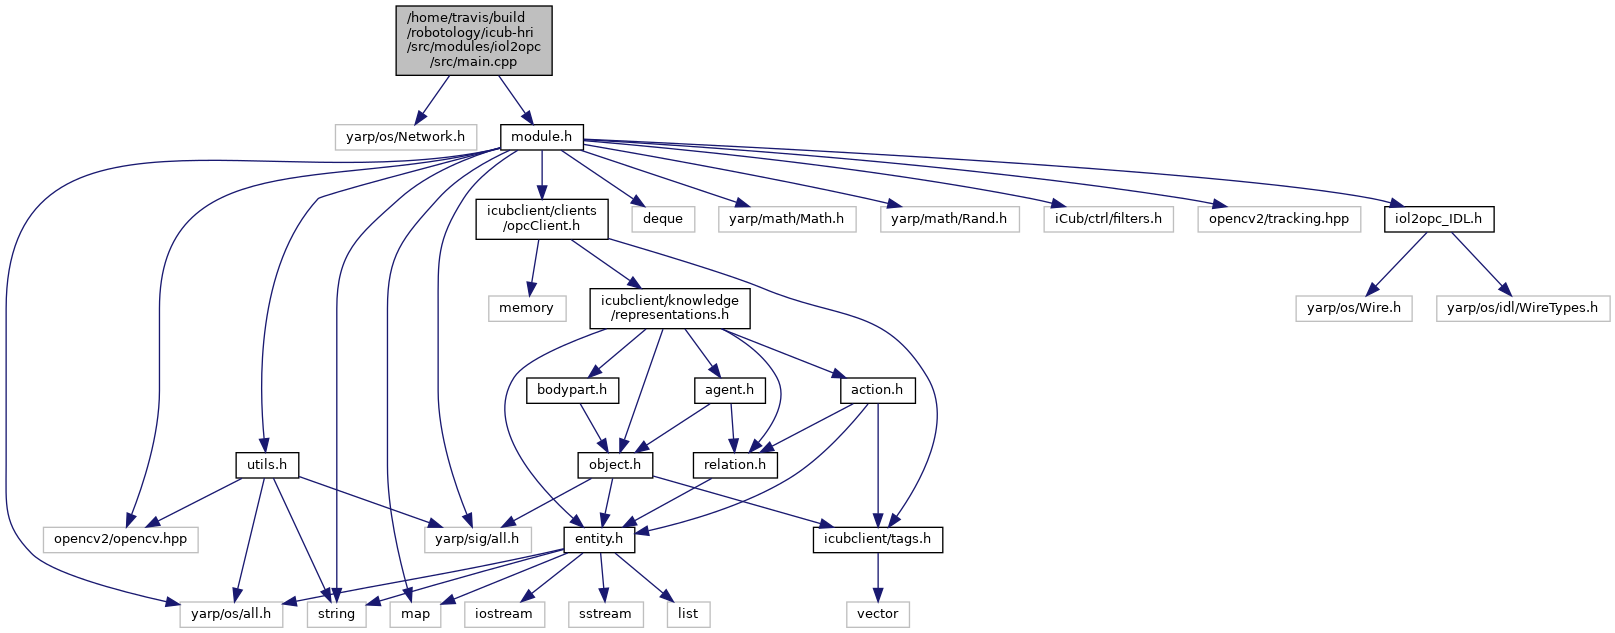 /home/travis/build
/robotology/icub-hri
/src/modules/iol2opc
/src/main.cpp
yarp/os/Network.h
module.h
icubclient/clients
/opcClient.h
deque
yarp/math/Math.h
yarp/math/Rand.h
iCub/ctrl/filters.h
opencv2/tracking.hpp
iol2opc_IDL.h
memory
icubclient/knowledge
/representations.h
yarp/os/Wire.h
yarp/os/idl/WireTypes.h
bodypart.h
agent.h
action.h
utils.h
object.h
relation.h
opencv2/opencv.hpp
yarp/sig/all.h
entity.h
icubclient/tags.h
yarp/os/all.h
string
map
iostream
sstream
list
vector